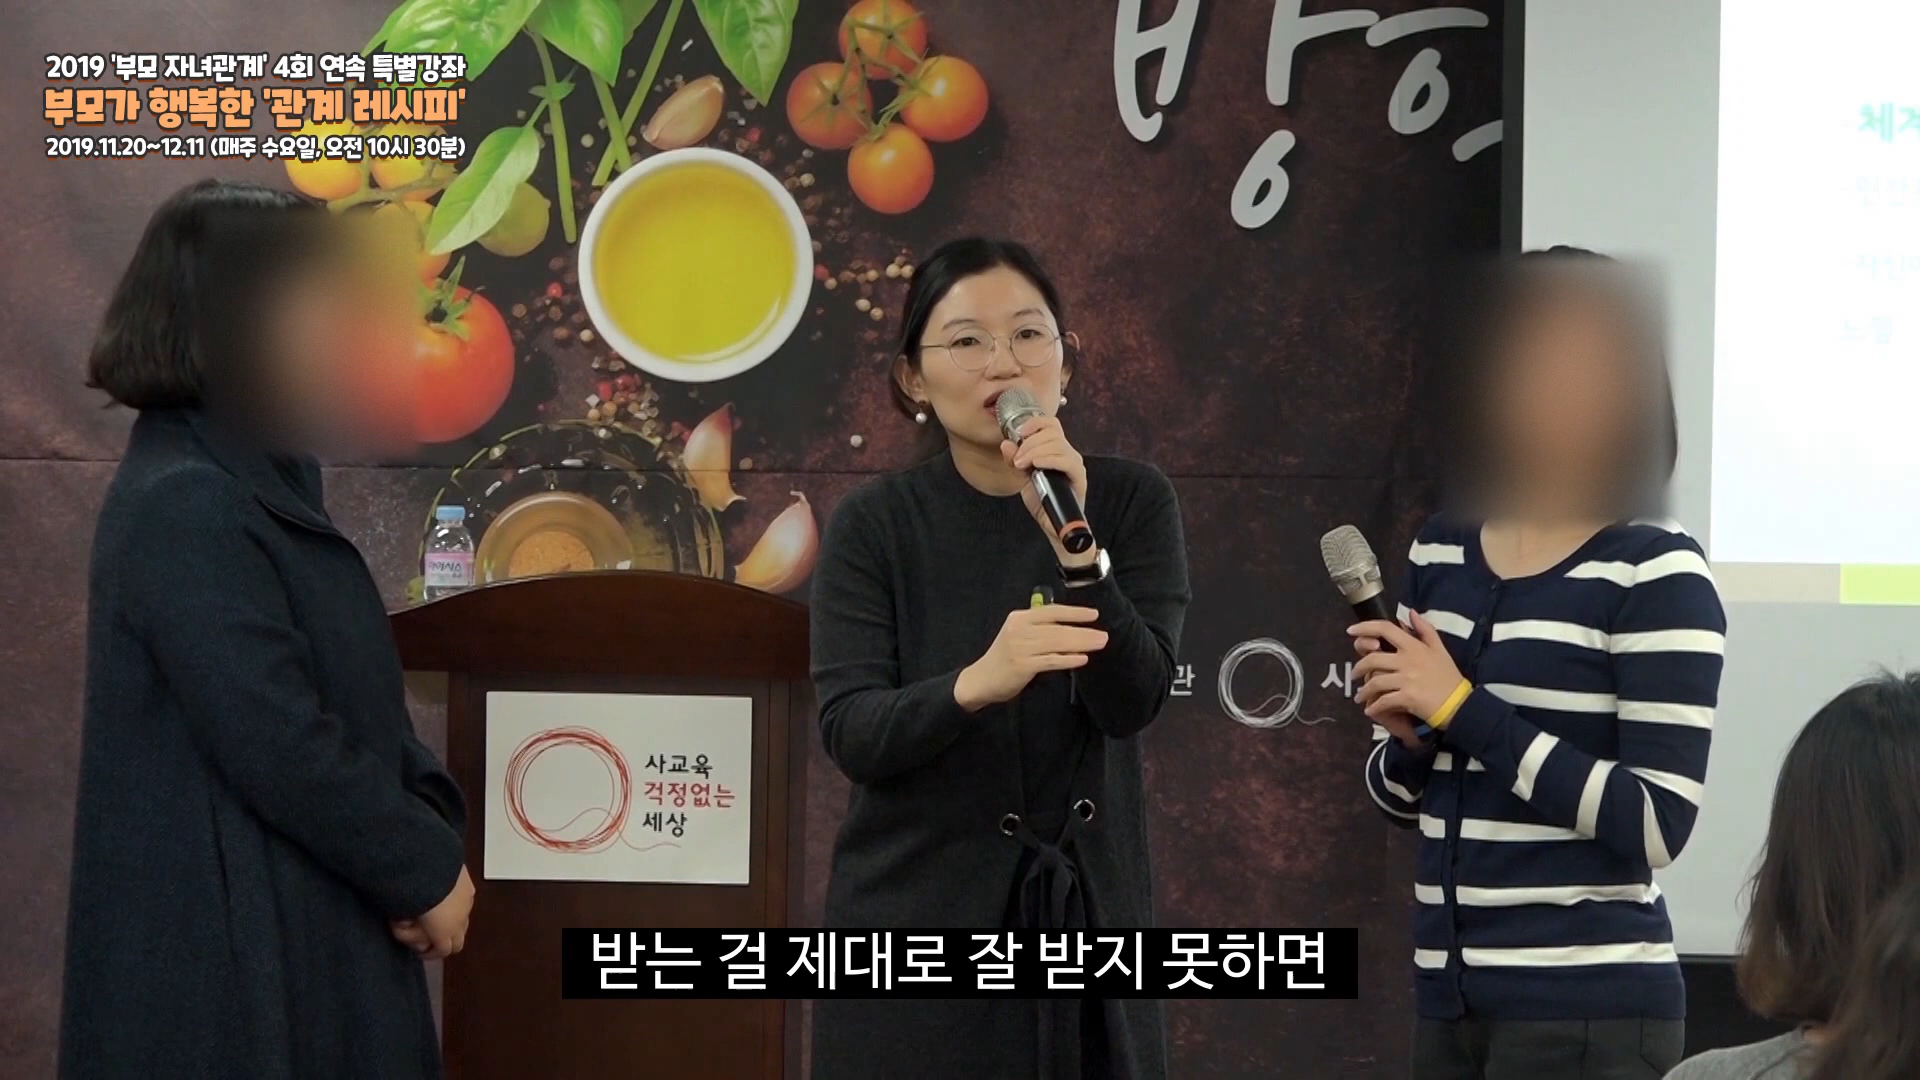 2019 '부모 자녀관계' 4회 연속 특별강좌
부모가 행복한 '관계 레시피'
2019.11.20~12.11 (매주 수요일, 오전 10시 30분)
체계
관
사교육
걱정없는
세상
받는 걸 제대로 잘 받지 못하면